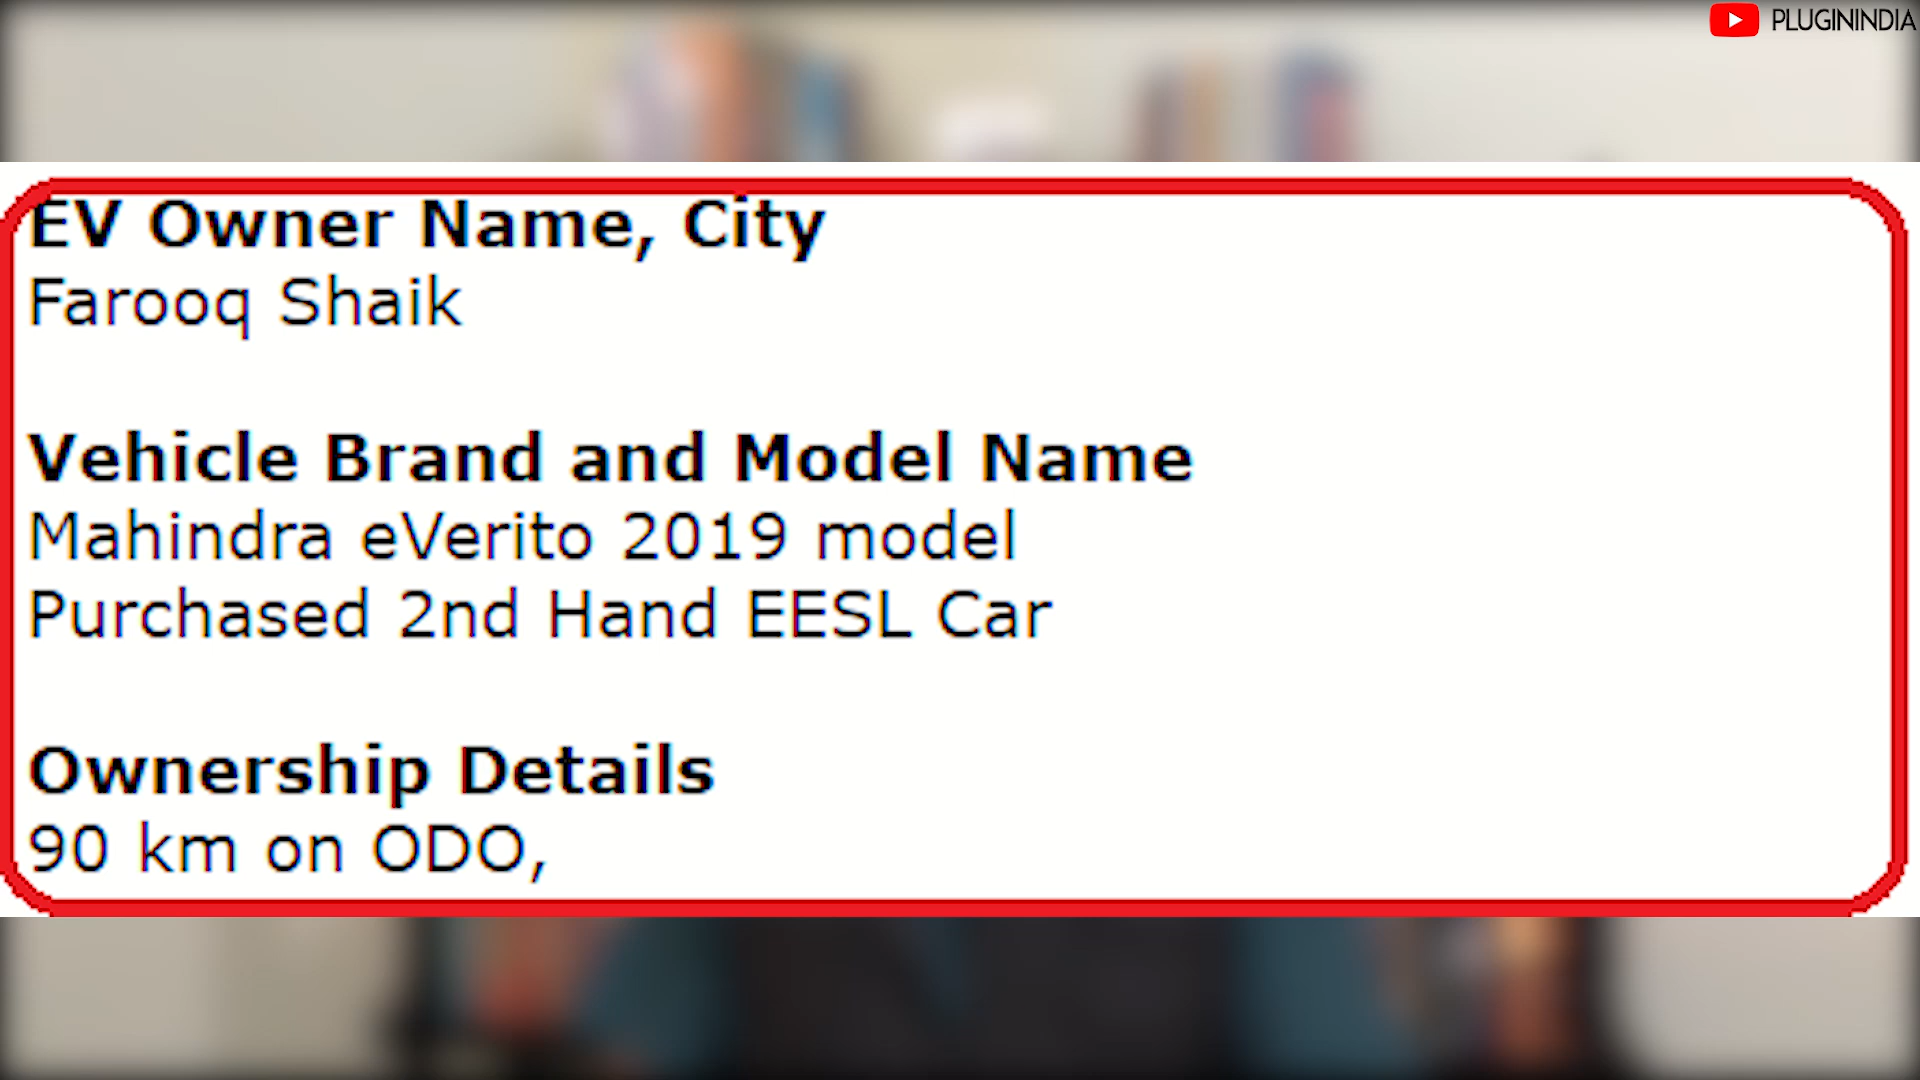 PLUGININDIA
EV Owner Name, City
Farooq Shaik
Vehicle Brand and Model Name
Mahindra eVerito 2019 model
Purchased 2nd Hand EESL Car
Ownership Details
90 km on ODO,